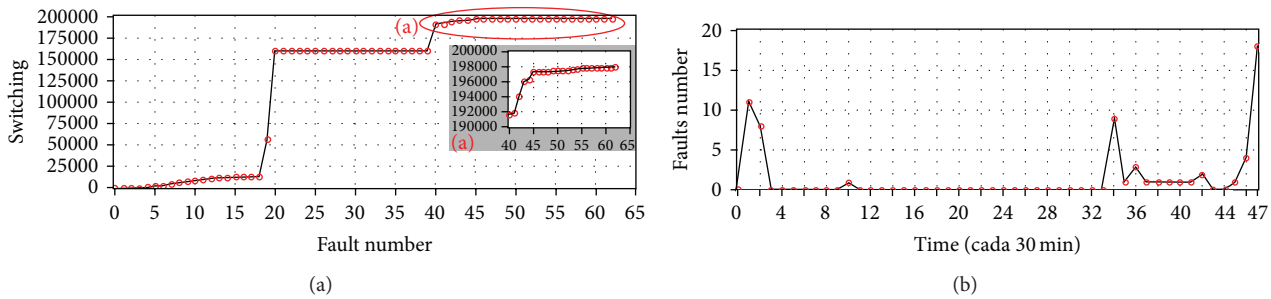 200000
175000
150000
125000
100000
75000
50000
25000
0
Switching
0 5 10 15 20 25 30 35 40 45 50 55 60 65
Fault number
(a)
200000
198000
196000
194000
192000
190000
(a)
40 45 50 55 60 65
(a)
20
15
10
5
0
Faults number
0 4 8 12 16 20 24 28 32 36 40 44 47
Time (cada 30 min)
(b)